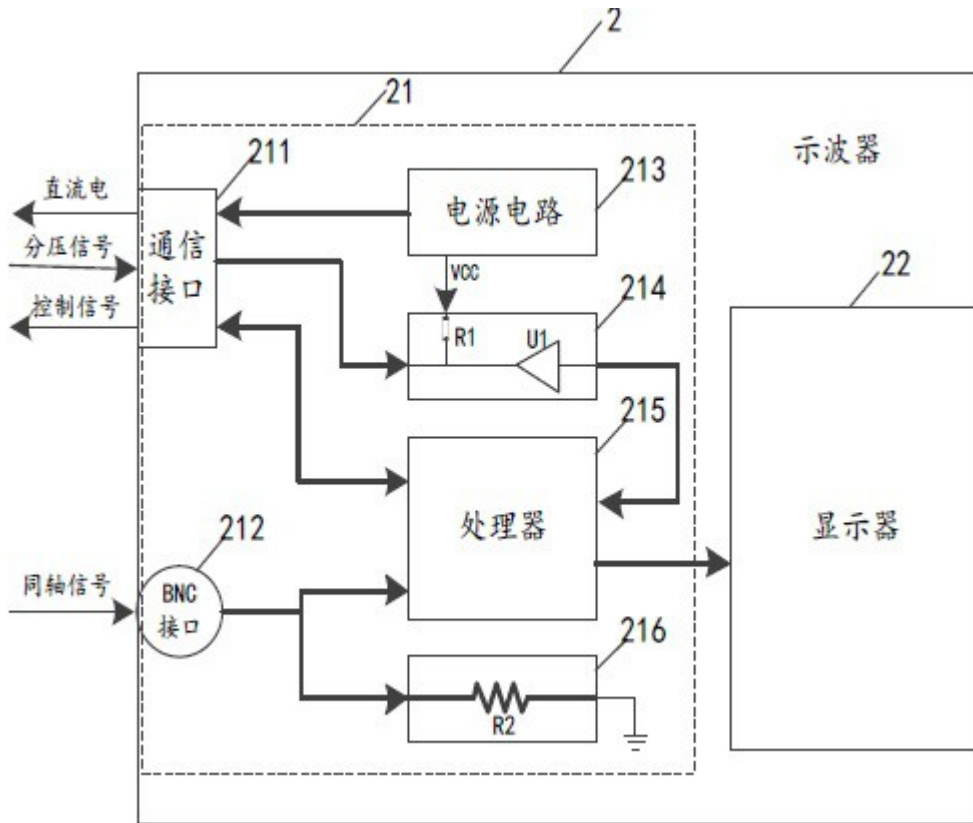 2
21
示波器
211
213
直流电
电源电路
分压信号
通信
接口
VCC
22
控制信号
214
R1
U1
215
处理器
显示器
212
同轴信号
BNC
接口
216
R2